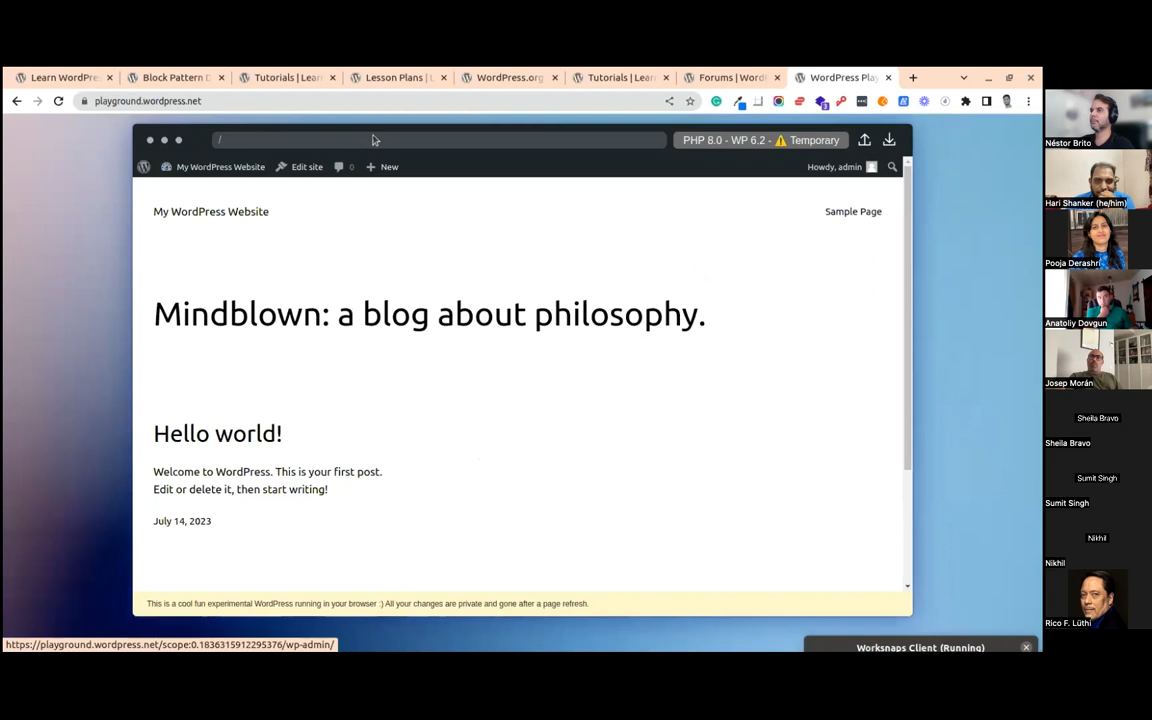 Learn WordPre
Block Pattern D
Tutorials | Lear
Lesson Plans | L
WordPress.org
Tutorials | Lear
Forums | WordP
WordPress Play
playground.wordpress.net
/
PHP 8.0 - WP 6.2 - ⚠️ Temporary
My WordPress Website
Edit site
0
New
Howdy, admin
My WordPress Website
Sample Page
Mindblown: a blog about philosophy.
Hello world!
Welcome to WordPress. This is your first post.
Edit or delete it, then start writing!
July 14, 2023
This is a cool fun experimental WordPress running in your browser :) All your changes are private and gone after a page refresh.
https://playground.wordpress.net/scope:0.1836315912295376/wp-admin/
Worksnaps Client (Running)
Néstor Brito
Hari Shanker (he/him)
Pooja Derashri
Anatoliy Dovgun
Josep Morán
Sheila Bravo
Sheila Bravo
Sumit Singh
Sumit Singh
Nikhil
Nikhil
Rico F. Lüthi